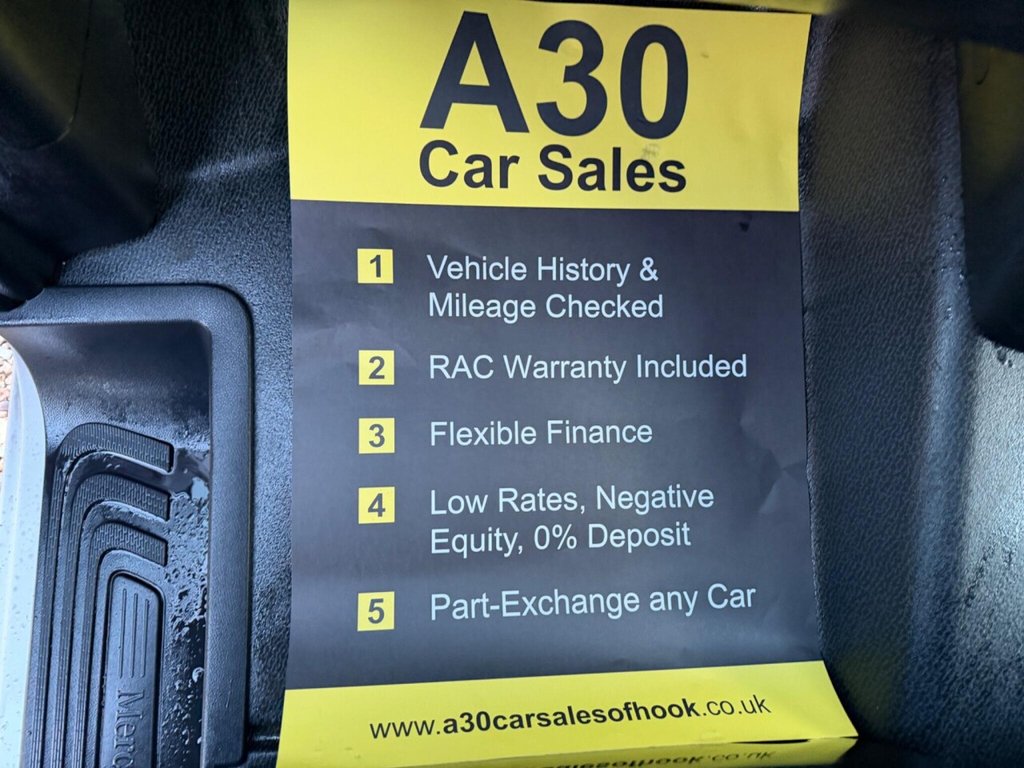 A30
Car Sales
1 Vehicle History &
Mileage Checked
2 RAC Warranty Included
3 Flexible Finance
4 Low Rates, Negative
Equity, 0% Deposit
5 Part-Exchange any Car
www.a30carsalesofhook.co.uk